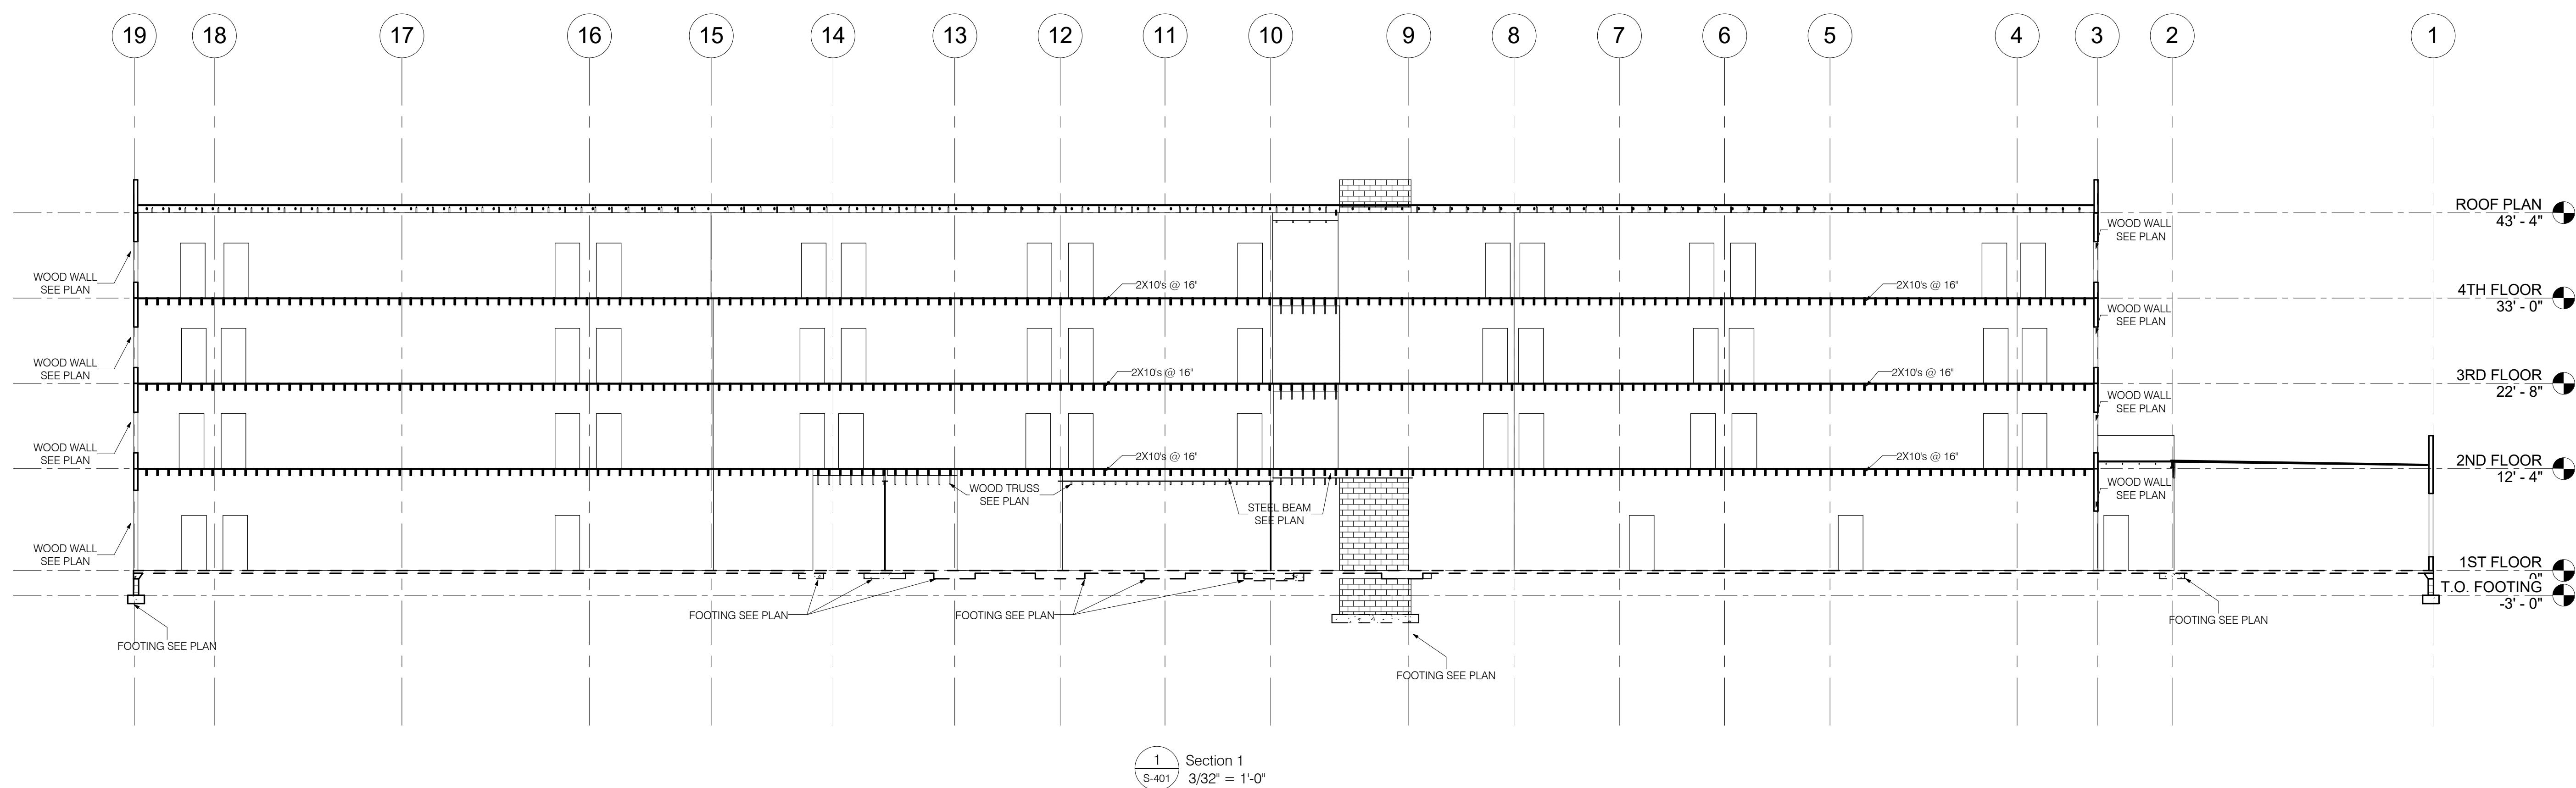 19 18 17 16 15 14 13 12 11 10 9 8 7 6 5 4 3 2 1
ROOF PLAN
43' - 4"
WOOD WALL
SEE PLAN
WOOD WALL
SEE PLAN
2X10's @ 16"
2X10's @ 16"
4TH FLOOR
33' - 0"
WOOD WALL
SEE PLAN
WOOD WALL
SEE PLAN
2X10's @ 16"
2X10's @ 16"
3RD FLOOR
22' - 8"
WOOD WALL
SEE PLAN
WOOD WALL
SEE PLAN
2X10's @ 16"
2X10's @ 16"
2ND FLOOR
12' - 4"
WOOD TRUSS
SEE PLAN
STEEL BEAM
SEE PLAN
WOOD WALL
SEE PLAN
WOOD WALL
SEE PLAN
1ST FLOOR
0"
T.O. FOOTING
-3' - 0"
FOOTING SEE PLAN
FOOTING SEE PLAN
FOOTING SEE PLAN
FOOTING SEE PLAN
FOOTING SEE PLAN
1
S-401
Section 1
3/32" = 1'-0"